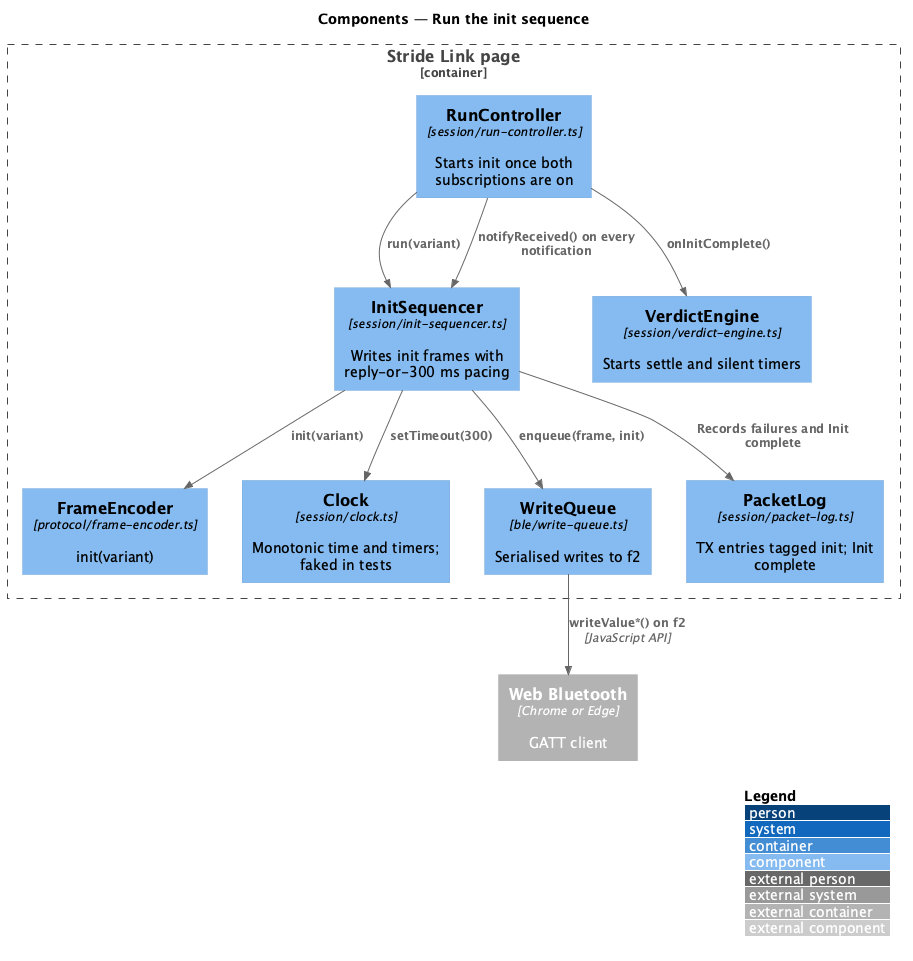 Components — Run the init sequence
Stride Link page
[container]
RunController
[session/run-controller.ts]
Starts init once both
subscriptions are on
run(variant)
notifyReceived() on every
notification
onInitComplete()
InitSequencer
[session/init-sequencer.ts]
Writes init frames with
reply-or-300 ms pacing
VerdictEngine
[session/verdict-engine.ts]
Starts settle and silent timers
init(variant)
setTimeout(300)
enqueue(frame, init)
Records failures and Init
complete
FrameEncoder
[protocol/frame-encoder.ts]
init(variant)
Clock
[session/clock.ts]
Monotonic time and timers;
faked in tests
WriteQueue
[ble/write-queue.ts]
Serialised writes to f2
PacketLog
[session/packet-log.ts]
TX entries tagged init; Init
complete
writeValue*() on f2
[JavaScript API]
Web Bluetooth
[Chrome or Edge]
GATT client
Legend
person
system
container
component
external person
external system
external container
external component